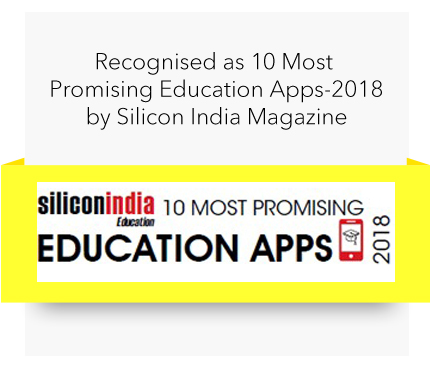 Recognised as 10 Most
Promising Education Apps-2018
by Silicon India Magazine
siliconindia 10 MOST PROMISING
Education
EDUCATION APPS 2018